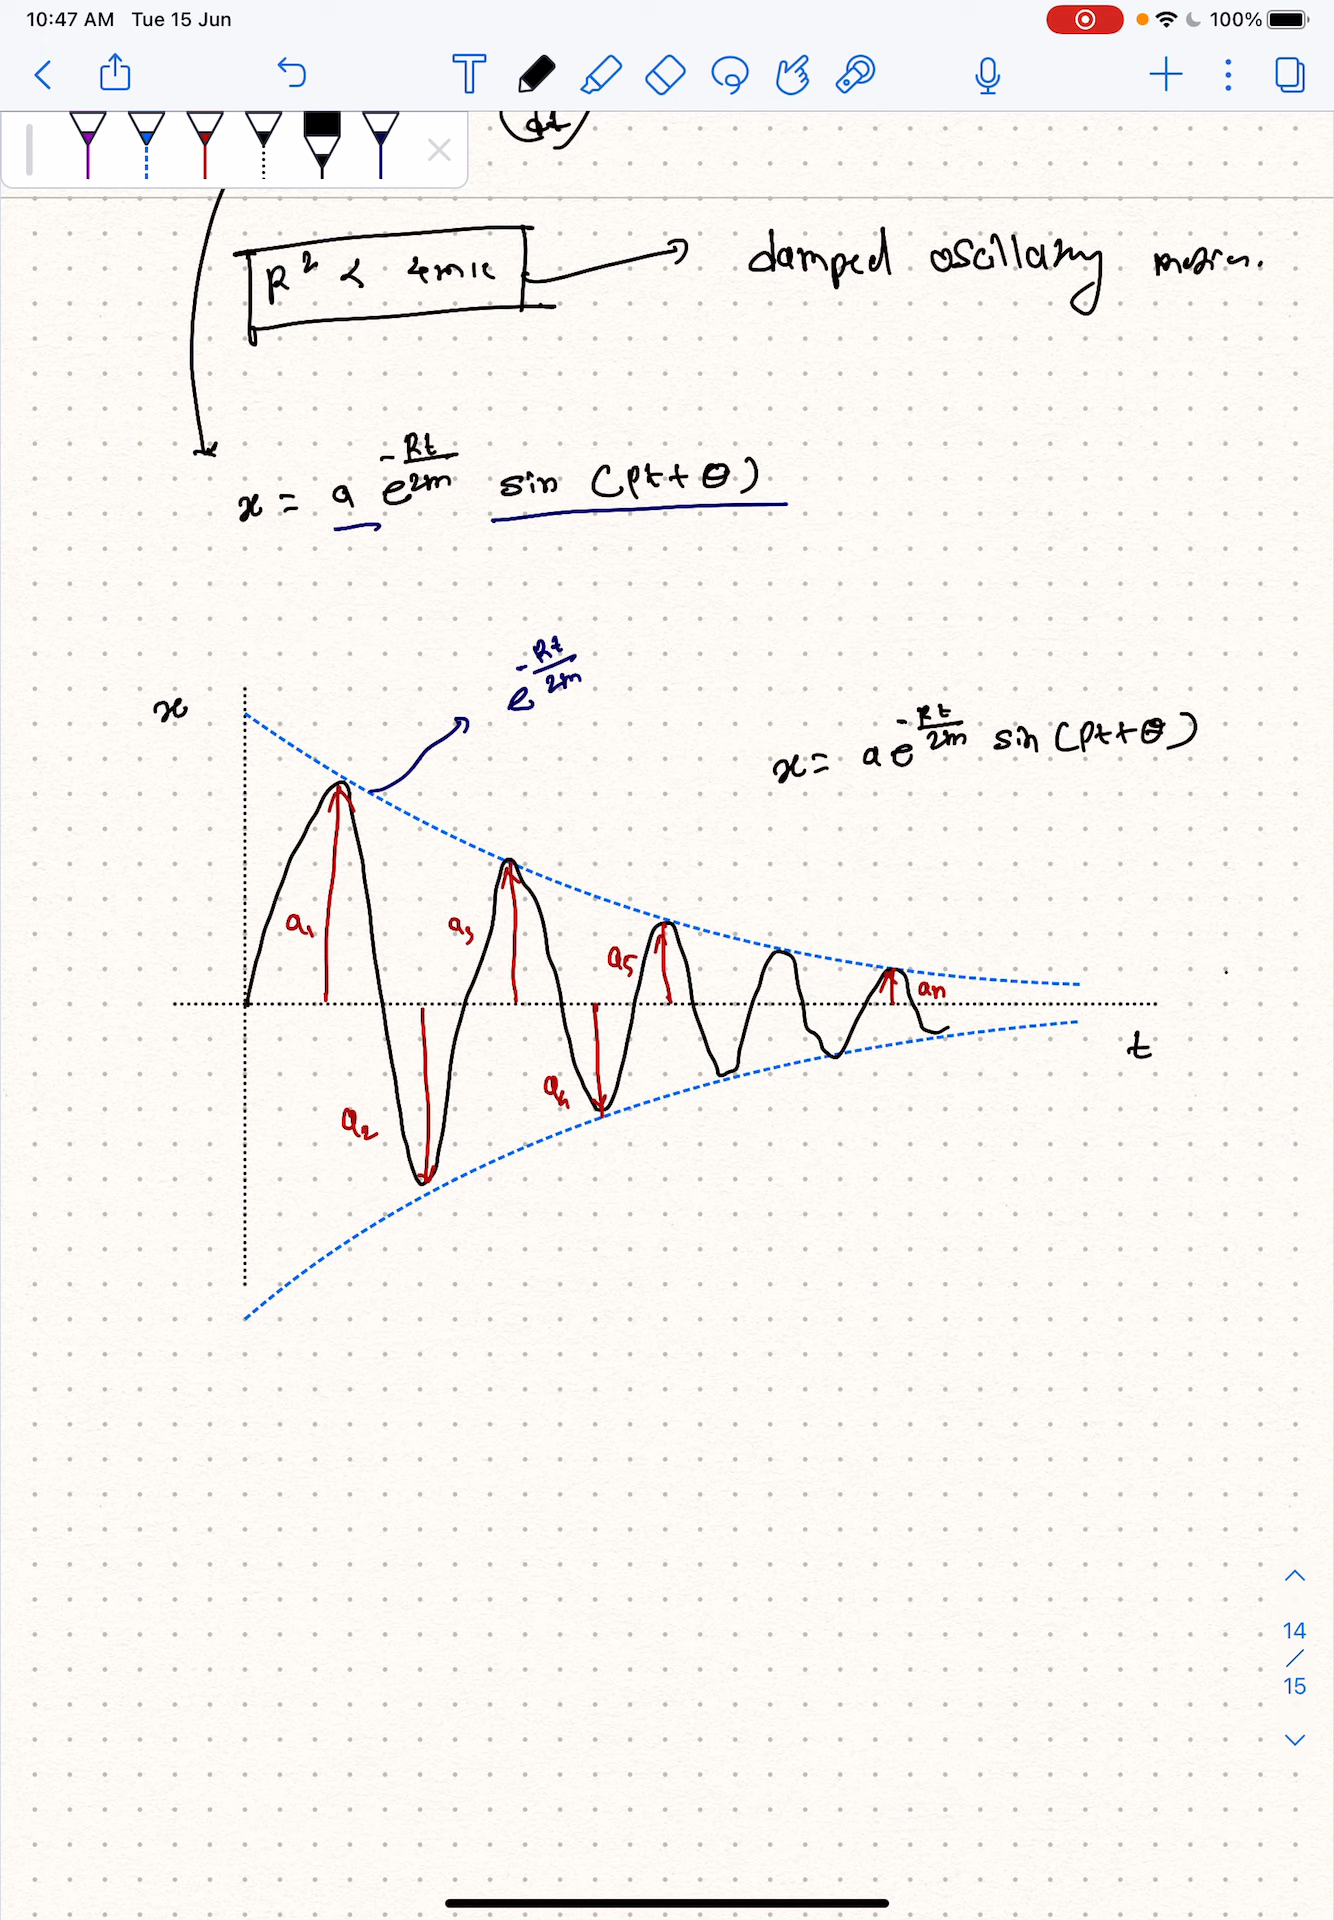 10:47 AM Tue 15 Jun 100%
T
dt
R² < 4mk
damped oscillatory motion.
x = a e^(-Rt/2m) sin (pt + θ)
e^(-Rt/2m)
x
x = a e^(-Rt/2m) sin (pt + θ)
a₁
a₃
a₅
an
t
a₂
a₄
14
/
15